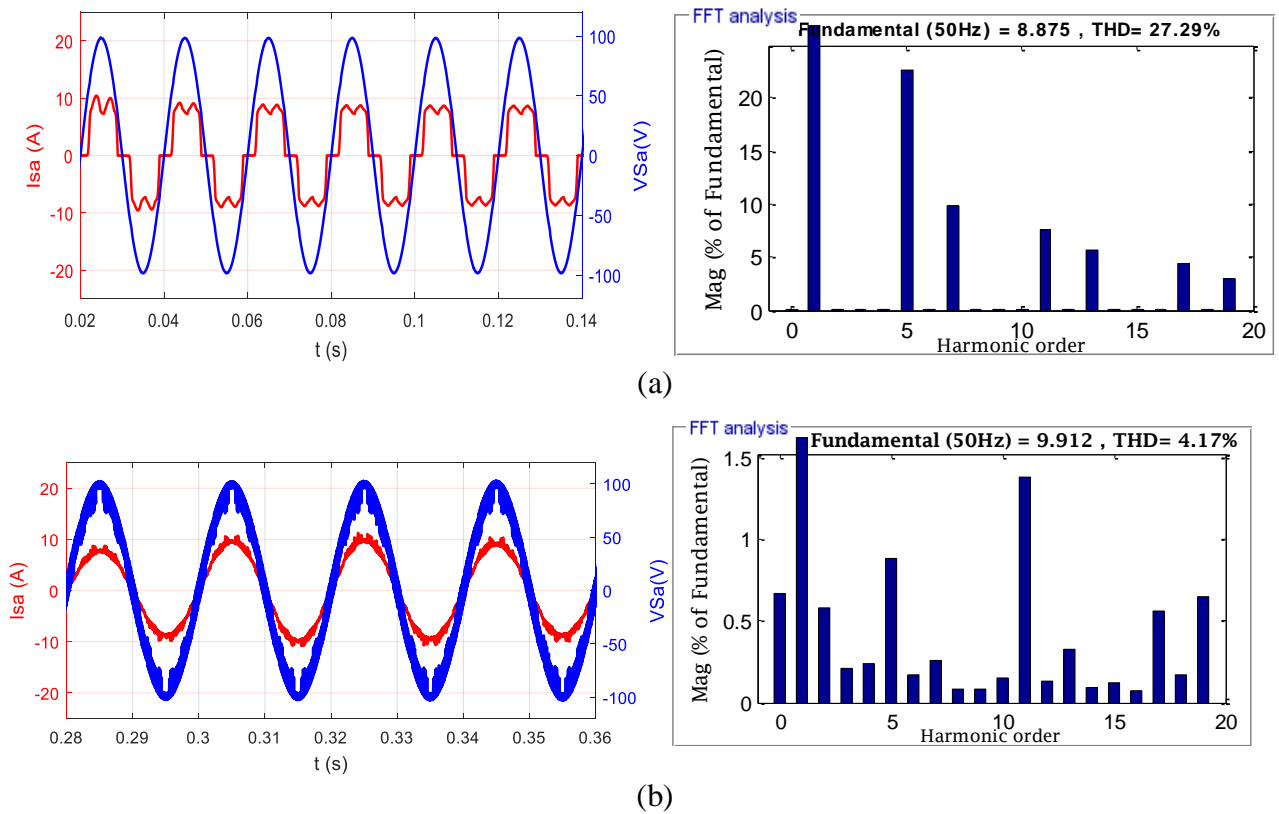 20
10
0
-10
-20
Isa (A)
100
50
0
-50
-100
VSa(V)
0.02 0.04 0.06 0.08 0.1 0.12 0.14
t (s)
FFT analysis
Fundamental (50Hz) = 8.875 , THD= 27.29%
Mag (% of Fundamental)
20
15
10
5
0
0 5 10 15 20
Harmonic order
(a)
20
10
0
-10
-20
Isa (A)
100
50
0
-50
-100
VSa(V)
0.28 0.29 0.3 0.31 0.32 0.33 0.34 0.35 0.36
t (s)
FFT analysis
Fundamental (50Hz) = 9.912 , THD= 4.17%
Mag (% of Fundamental)
1.5
1
0.5
0
0 5 10 15 20
Harmonic order
(b)